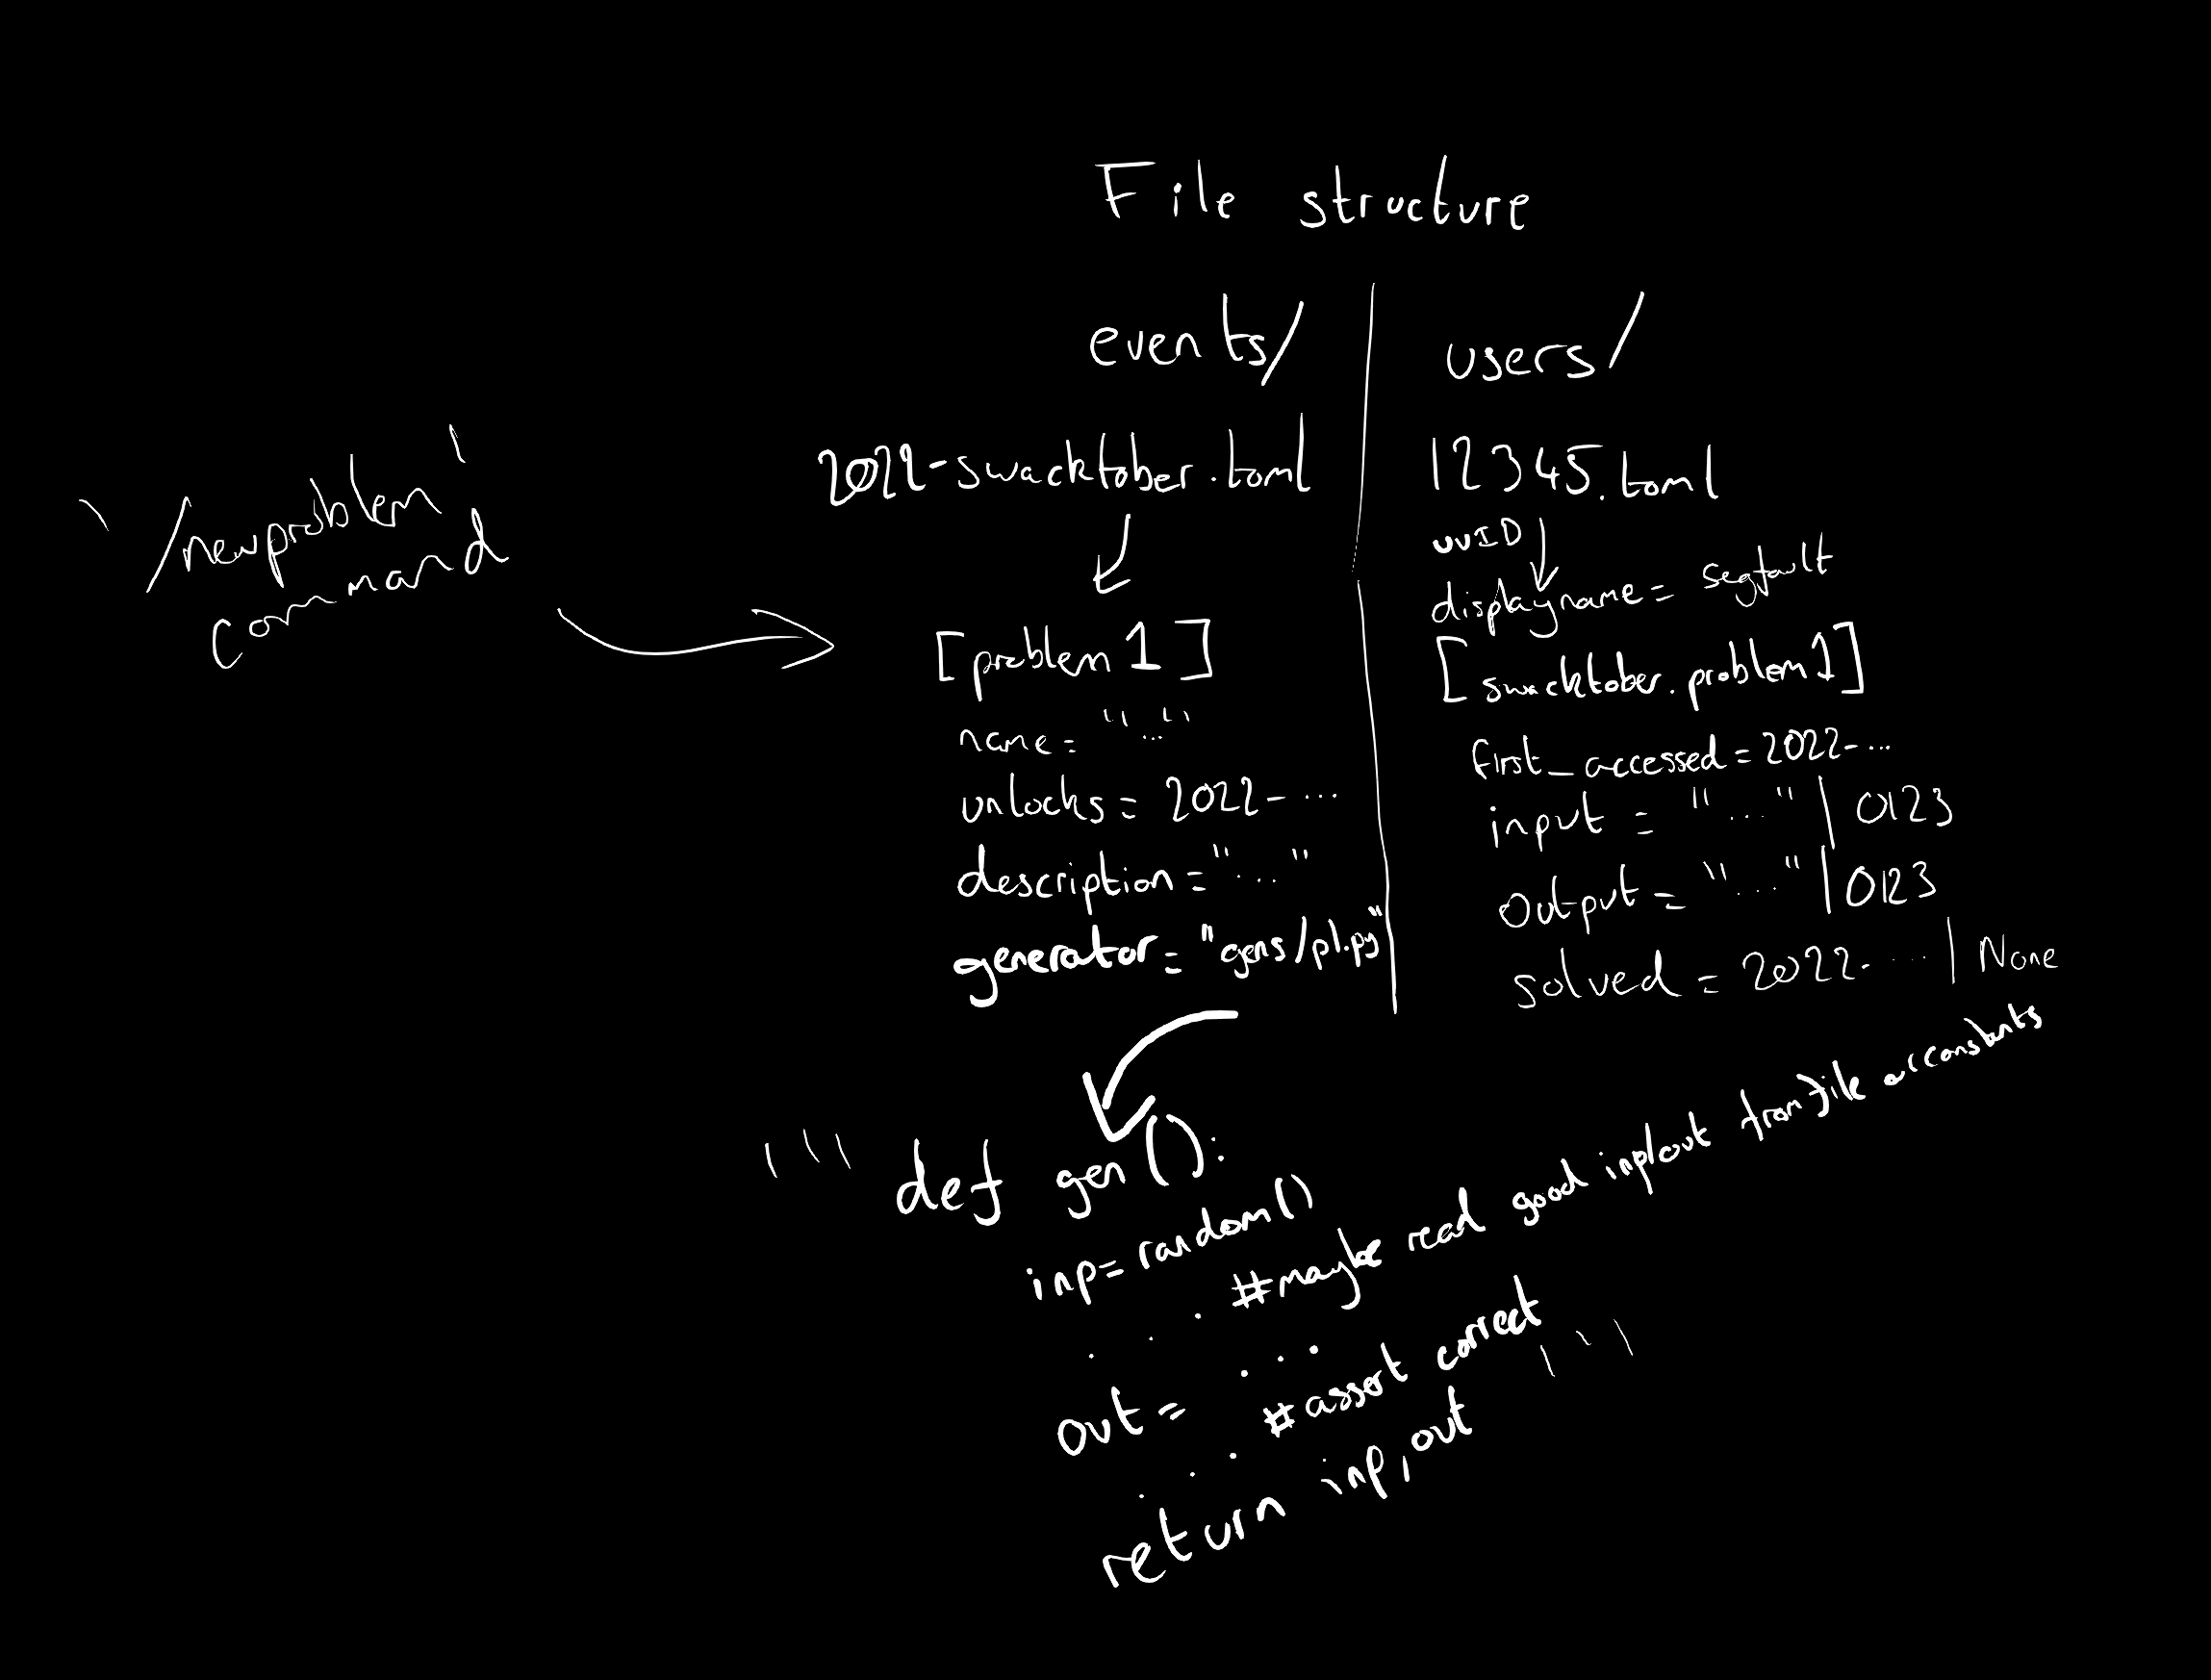 File structure
events/
2022-swacktober.toml
`/newproblem`
command
[problem 1]
name= "..."
unlocks = 2022-...
description="..."
generator="gens/p1.py"
users/
12345.toml
UUID
displayname= segfault
[swacktober.problem1]
first_accessed=2022-...
input = "..." | 0123
output = "..." | 0123
solved = 2022-... | None
''' def gen():
inp= random()
... #maybe read good inp/out from file or constants
out= ...
... #assert correct
return inp,out '''